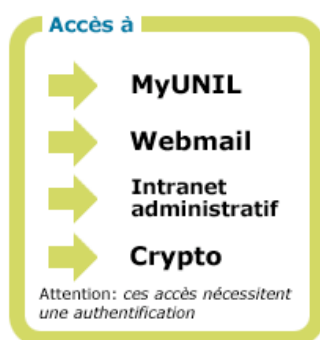 Accès à
MyUNIL
Webmail
Intranet
administratif
Crypto
Attention: ces accès nécessitent
une authentification